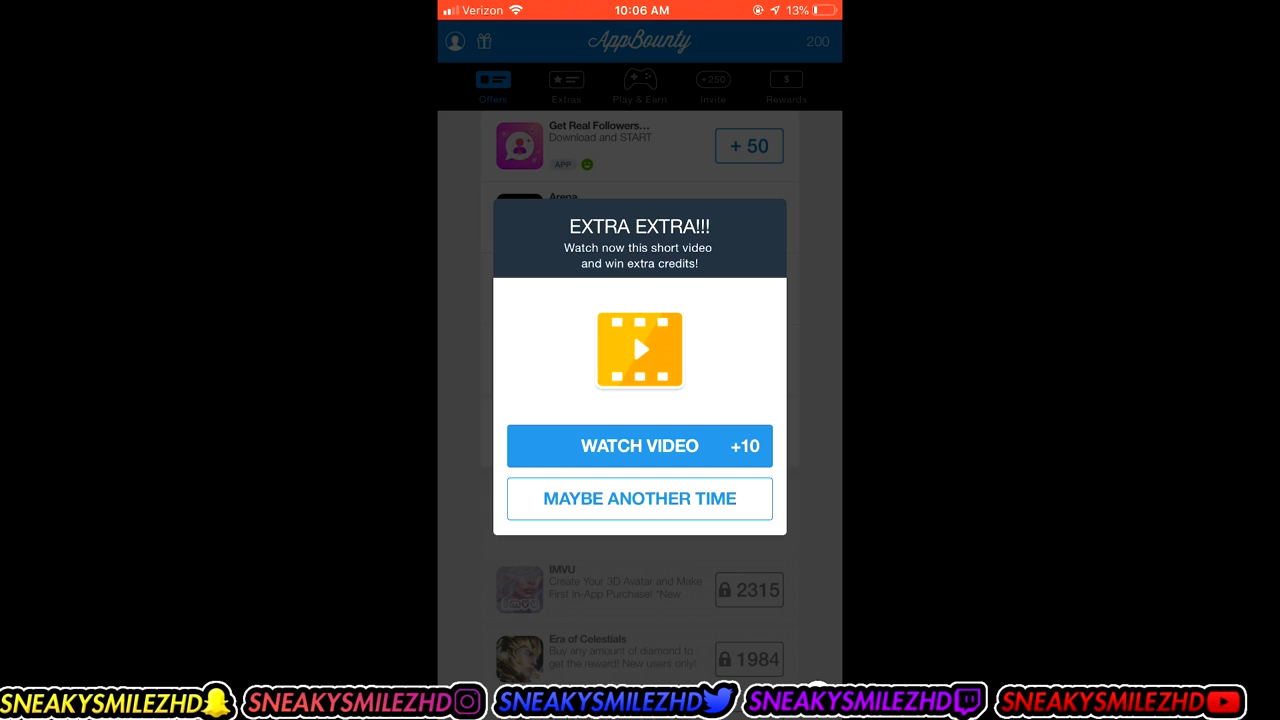 Verizon 10:06 AM 13%
AppBounty 200
+250 $
Offers Extras Play & Earn Invite Rewards
Get Real Followers...
Download and START
APP
+ 50
Arena
EXTRA EXTRA!!!
Watch now this short video
and win extra credits!
WATCH VIDEO +10
MAYBE ANOTHER TIME
IMVU
Create Your 3D Avatar and Make
First In-App Purchase! *New
2315
Era of Celestials
Buy any amount of diamond to
get the reward! New users only!
1984
SNEAKYSMILEZHD SNEAKYSMILEZHD SNEAKYSMILEZHD SNEAKYSMILEZHD SNEAKYSMILEZHD